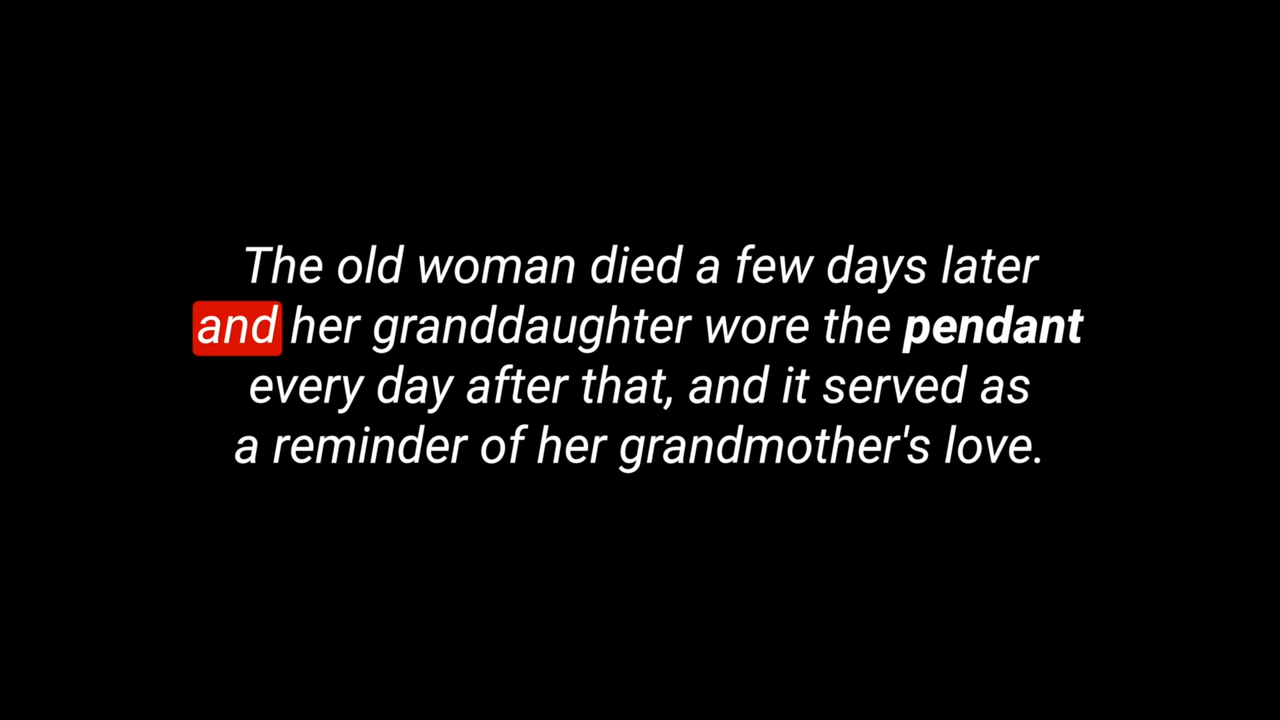 The old woman died a few days later
and her granddaughter wore the pendant
every day after that, and it served as
a reminder of her grandmother's love.